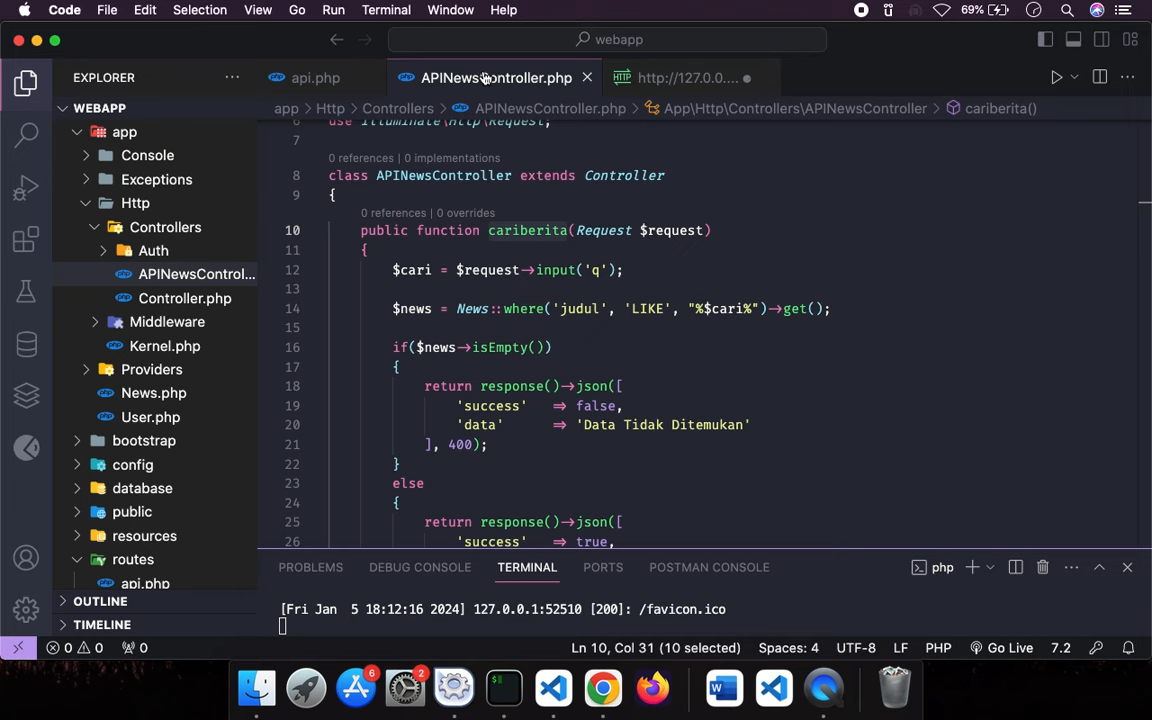 Code File Edit Selection View Go Run Terminal Window Help 69%
webapp
EXPLORER
api.php
APINewsController.php
http://127.0.0....
WEBAPP
app > Http > Controllers > APINewsController.php > App\Http\Controllers\APINewsController > cariberita()
app
Console
Exceptions
Http
Controllers
Auth
APINewsControl...
Controller.php
Middleware
Kernel.php
Providers
News.php
User.php
bootstrap
config
database
public
resources
routes
api.php
OUTLINE
TIMELINE
6 use Illuminate\Http\Request;
7
0 references | 0 implementations
8 class APINewsController extends Controller
9 {
0 references | 0 overrides
10 public function cariberita(Request $request)
11 {
12 $cari = $request→input('q');
13
14 $news = News::where('judul', 'LIKE', "%$cari%")→get();
15
16 if($news→isEmpty())
17 {
18 return response()→json([
19 'success' ⇒ false,
20 'data' ⇒ 'Data Tidak Ditemukan'
21 ], 400);
22 }
23 else
24 {
25 return response()→json([
26 'success' ⇒ true,
PROBLEMS DEBUG CONSOLE TERMINAL PORTS POSTMAN CONSOLE php
[Fri Jan 5 18:12:16 2024] 127.0.0.1:52510 [200]: /favicon.ico
0 0 0 Ln 10, Col 31 (10 selected) Spaces: 4 UTF-8 LF PHP Go Live 7.2
6 2